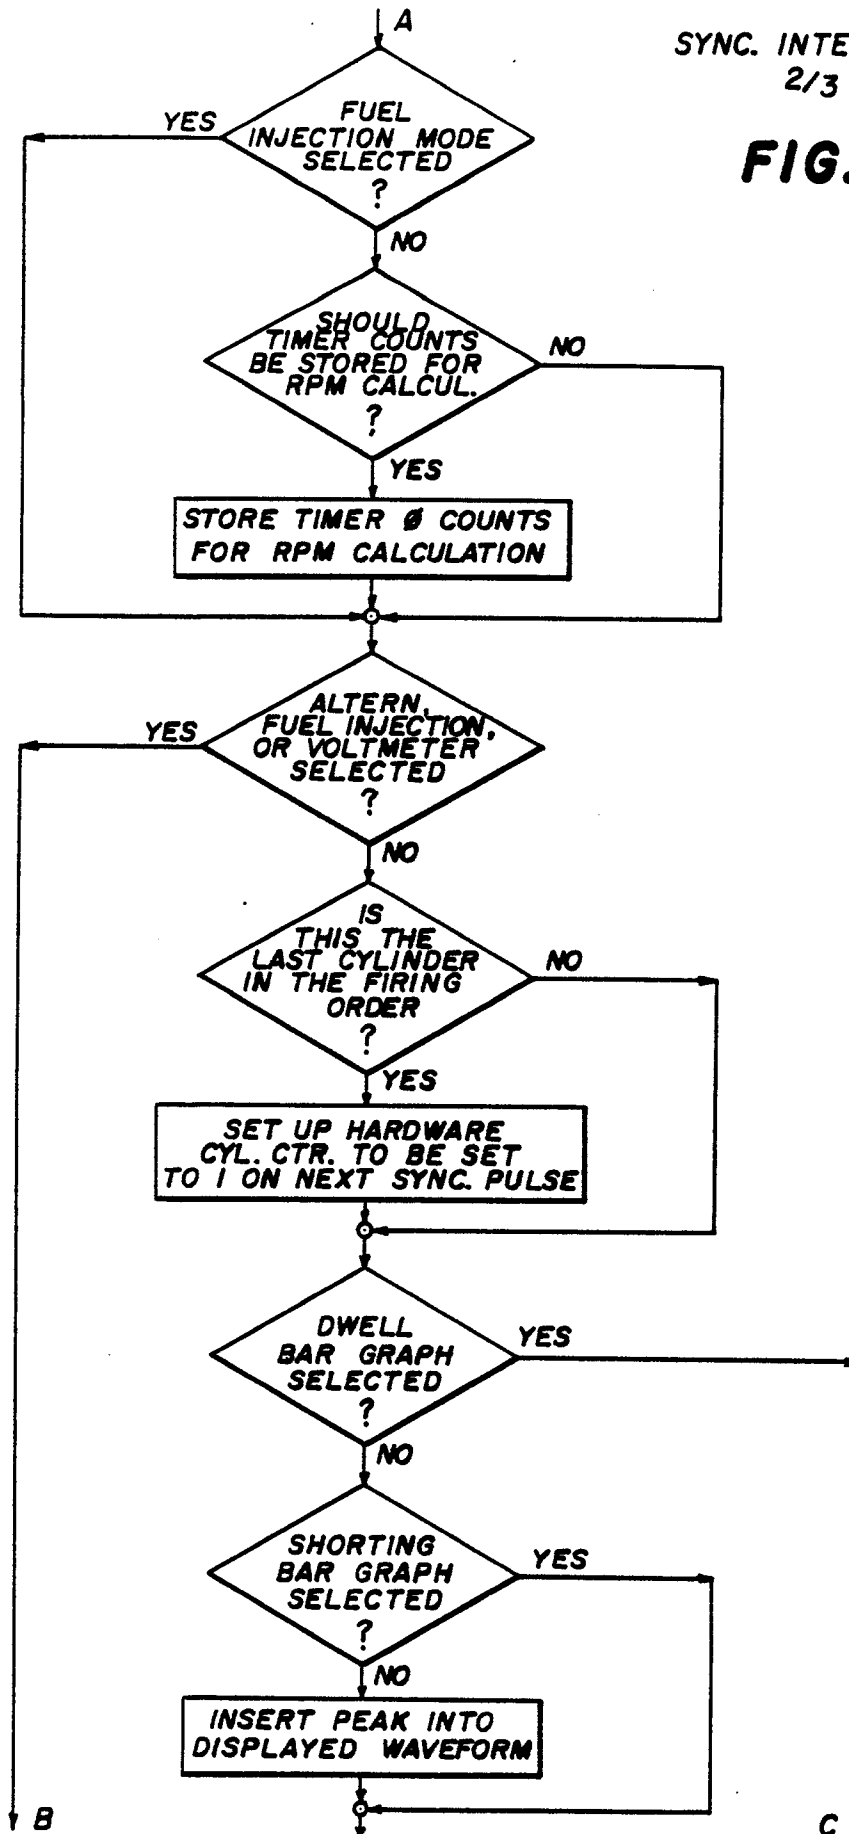 A
SYNC. INTE
2/3
FIG.
YES
FUEL
INJECTION MODE
SELECTED
?
NO
SHOULD
TIMER COUNTS
BE STORED FOR
RPM CALCUL.
?
NO
YES
STORE TIMER Ø COUNTS
FOR RPM CALCULATION
YES
ALTERN,
FUEL INJECTION,
OR VOLTMETER
SELECTED
?
NO
IS
THIS THE
LAST CYLINDER
IN THE FIRING
ORDER
?
NO
YES
SET UP HARDWARE
CYL. CTR. TO BE SET
TO 1 ON NEXT SYNC. PULSE
DWELL
BAR GRAPH
SELECTED
?
YES
NO
SHORTING
BAR GRAPH
SELECTED
?
YES
NO
INSERT PEAK INTO
DISPLAYED WAVEFORM
B
C